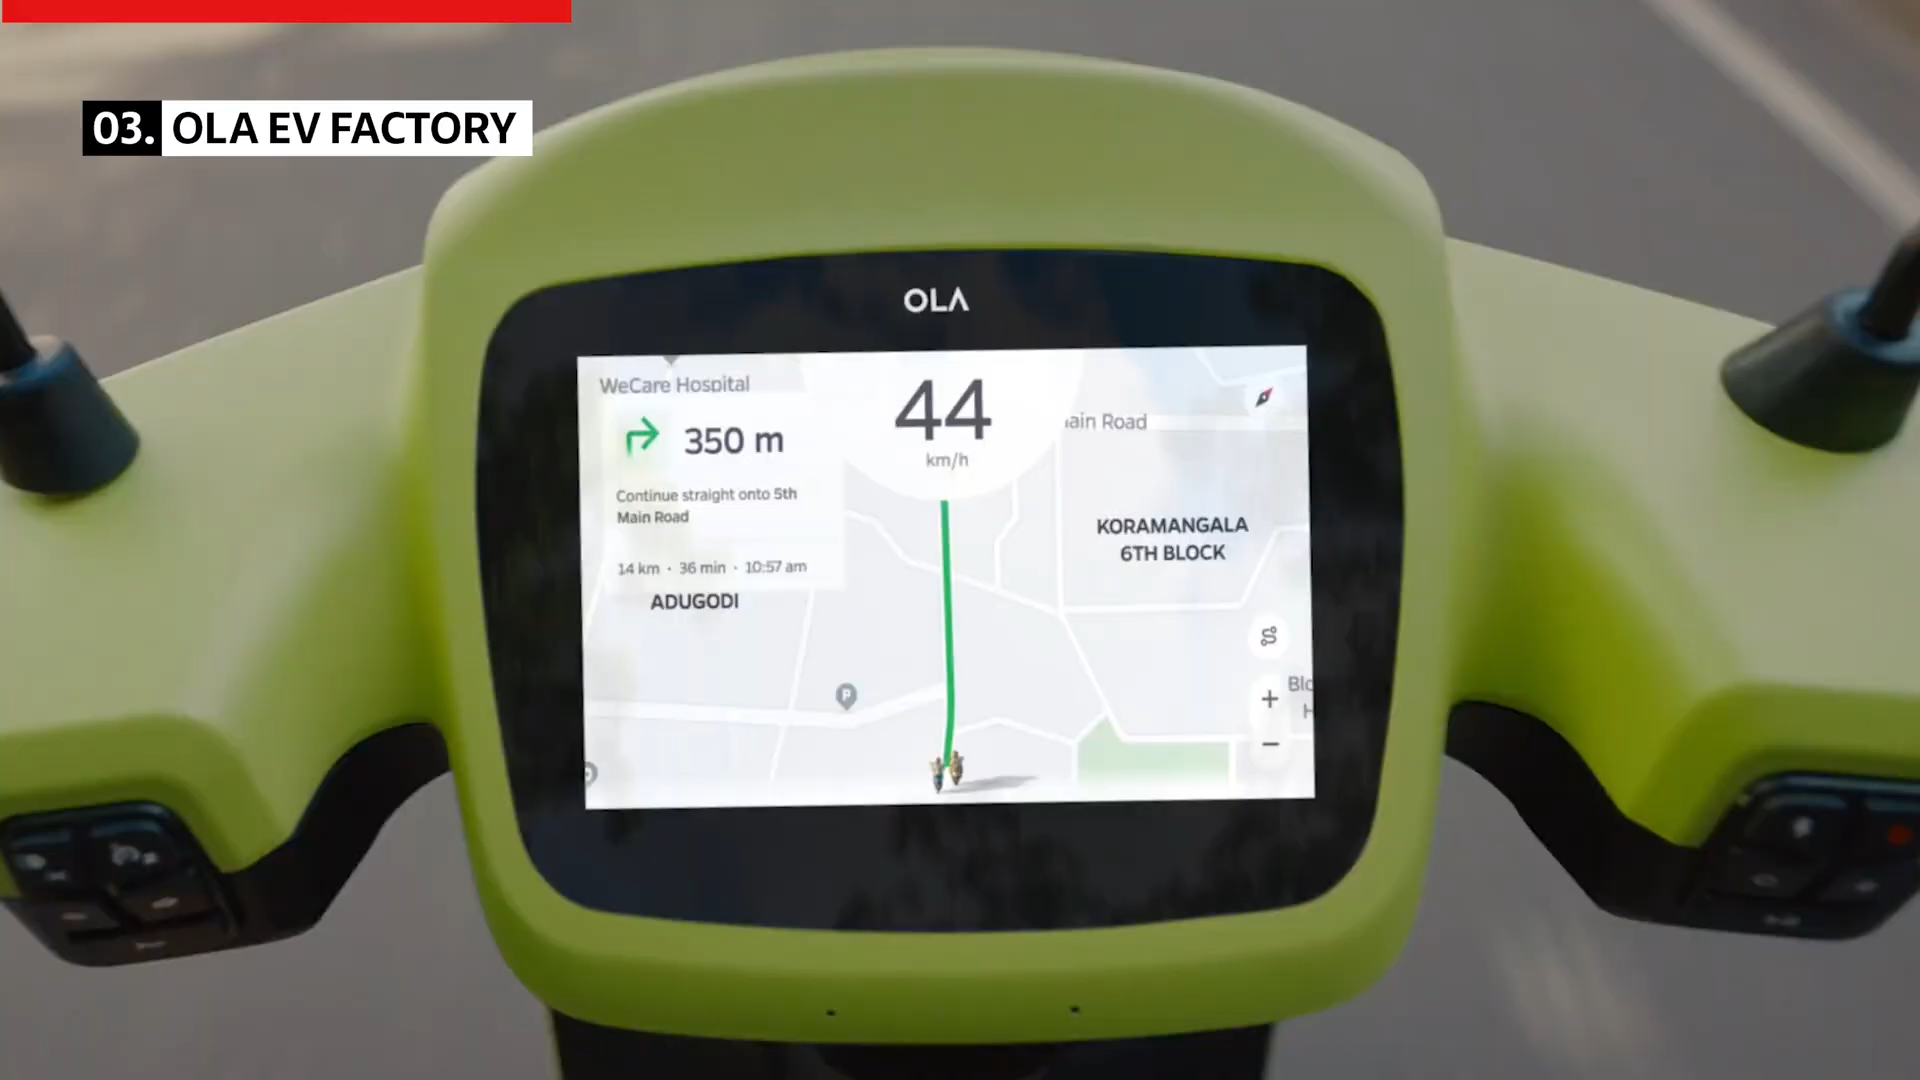 03. OLA EV FACTORY
OLA
WeCare Hospital
350 m
Continue straight onto 5th
Main Road
14 km · 36 min · 10:57 am
ADUGODI
44
km/h
ain Road
KORAMANGALA
6TH BLOCK
P
Blo
H